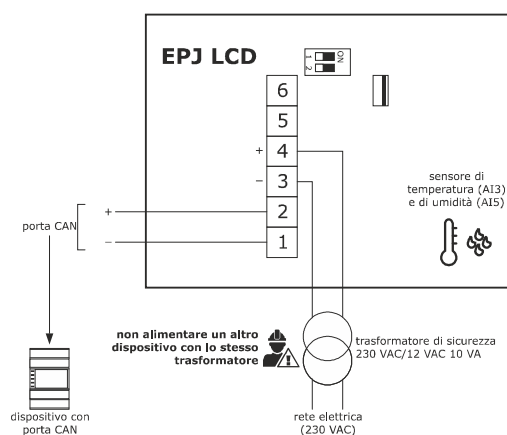 EPJ LCD
ON
1
2
6
5
+ 4
− 3
+ 2
− 1
porta CAN
sensore di
temperatura (AI3)
e di umidità (AI5)
non alimentare un altro
dispositivo con lo stesso
trasformatore
trasformatore di sicurezza
230 VAC/12 VAC 10 VA
dispositivo con
porta CAN
rete elettrica
(230 VAC)